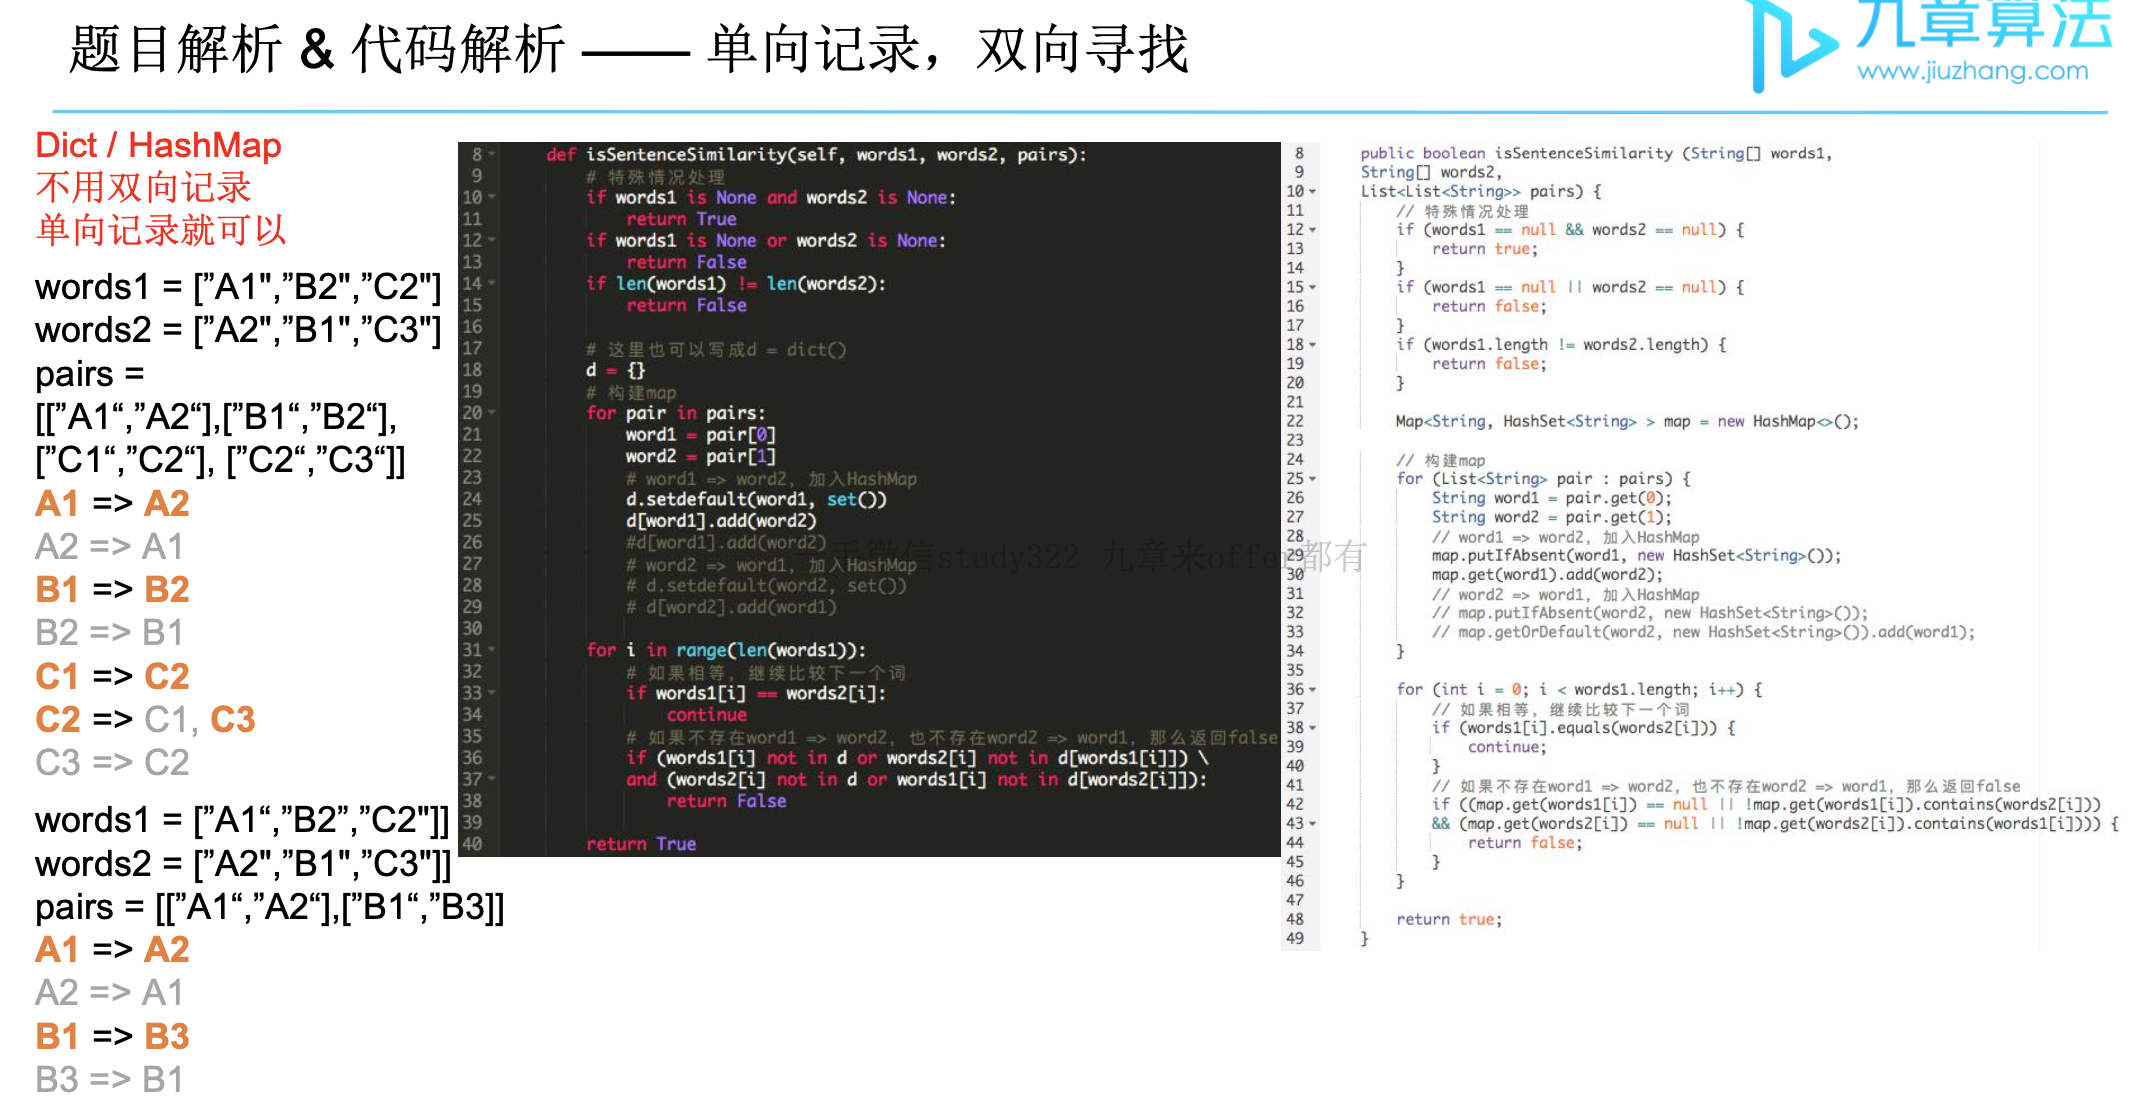 题目解析 & 代码解析 —— 单向记录，双向寻找
九章算法
www.jiuzhang.com
Dict / HashMap
不用双向记录
单向记录就可以
words1 = [”A1",”B2",”C2"]
words2 = [”A2",”B1",”C3"]
pairs =
[[”A1“,”A2“],[”B1“,”B2“],
[”C1“,”C2“], [”C2“,”C3“]]
A1 => A2
A2 => A1
B1 => B2
B2 => B1
C1 => C2
C2 => C1, C3
C3 => C2
words1 = [”A1“,”B2”,”C2"]]
words2 = [”A2",”B1",”C3"]]
pairs = [[”A1“,”A2“],[”B1“,”B3]]
A1 => A2
A2 => A1
B1 => B3
B3 => B1
8 def isSentenceSimilarity(self, words1, words2, pairs):
9 # 特殊情况处理
10 if words1 is None and words2 is None:
11 return True
12 if words1 is None or words2 is None:
13 return False
14 if len(words1) != len(words2):
15 return False
16
17 # 这里也可以写成d = dict()
18 d = {}
19 # 构建map
20 for pair in pairs:
21 word1 = pair[0]
22 word2 = pair[1]
23 # word1 => word2, 加入HashMap
24 d.setdefault(word1, set())
25 d[word1].add(word2)
26 #d[word1].add(word2)
27 # word2 => word1, 加入HashMap
28 # d.setdefault(word2, set())
29 # d[word2].add(word1)
30
31 for i in range(len(words1)):
32 # 如果相等, 继续比较下一个词
33 if words1[i] == words2[i]:
34 continue
35 # 如果不存在word1 => word2, 也不存在word2 => word1, 那么返回false
36 if (words1[i] not in d or words2[i] not in d[words1[i]]) \
37 and (words2[i] not in d or words1[i] not in d[words2[i]]):
38 return False
39
40 return True
8 public boolean isSentenceSimilarity (String[] words1,
9 String[] words2,
10 List<List<String>> pairs) {
11 // 特殊情况处理
12 if (words1 == null && words2 == null) {
13 return true;
14 }
15 if (words1 == null || words2 == null) {
16 return false;
17 }
18 if (words1.length != words2.length) {
19 return false;
20 }
21
22 Map<String, HashSet<String> > map = new HashMap<>();
23
24 // 构建map
25 for (List<String> pair : pairs) {
26 String word1 = pair.get(0);
27 String word2 = pair.get(1);
28 // word1 => word2, 加入HashMap
29 map.putIfAbsent(word1, new HashSet<String>());
30 map.get(word1).add(word2);
31 // word2 => word1, 加入HashMap
32 // map.putIfAbsent(word2, new HashSet<String>());
33 // map.getOrDefault(word2, new HashSet<String>()).add(word1);
34 }
35
36 for (int i = 0; i < words1.length; i++) {
37 // 如果相等, 继续比较下一个词
38 if (words1[i].equals(words2[i])) {
39 continue;
40 }
41 // 如果不存在word1 => word2, 也不存在word2 => word1, 那么返回false
42 if ((map.get(words1[i]) == null || !map.get(words1[i]).contains(words2[i]))
43 && (map.get(words2[i]) == null || !map.get(words2[i]).contains(words1[i]))) {
44 return false;
45 }
46 }
47
48 return true;
49 }
手微信study322 九章来offer都有